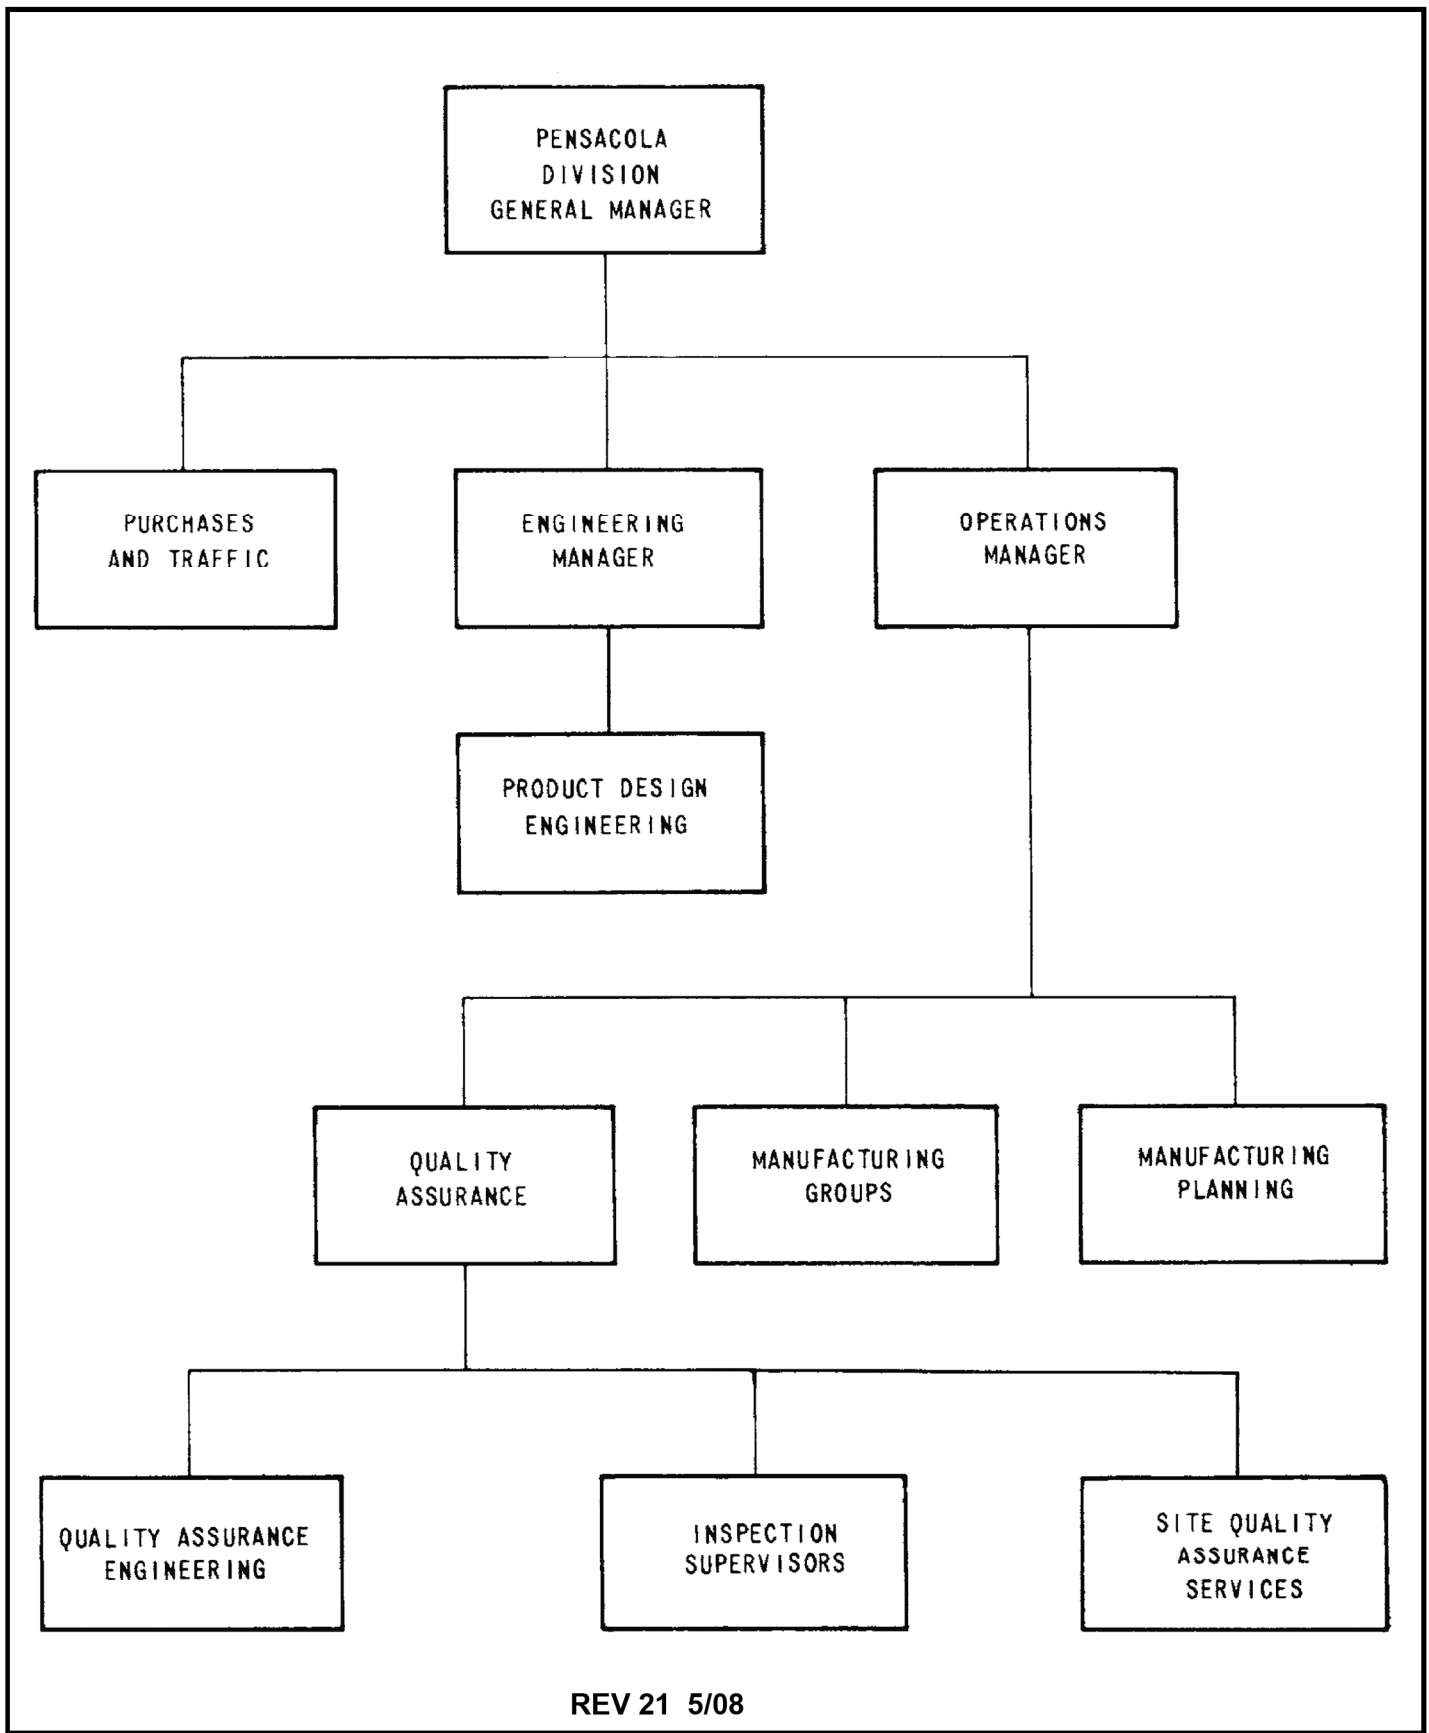 PENSACOLA
DIVISION
GENERAL MANAGER
PURCHASES
AND TRAFFIC
ENGINEERING
MANAGER
OPERATIONS
MANAGER
PRODUCT DESIGN
ENGINEERING
QUALITY
ASSURANCE
MANUFACTURING
GROUPS
MANUFACTURING
PLANNING
QUALITY ASSURANCE
ENGINEERING
INSPECTION
SUPERVISORS
SITE QUALITY
ASSURANCE
SERVICES
REV 21 5/08